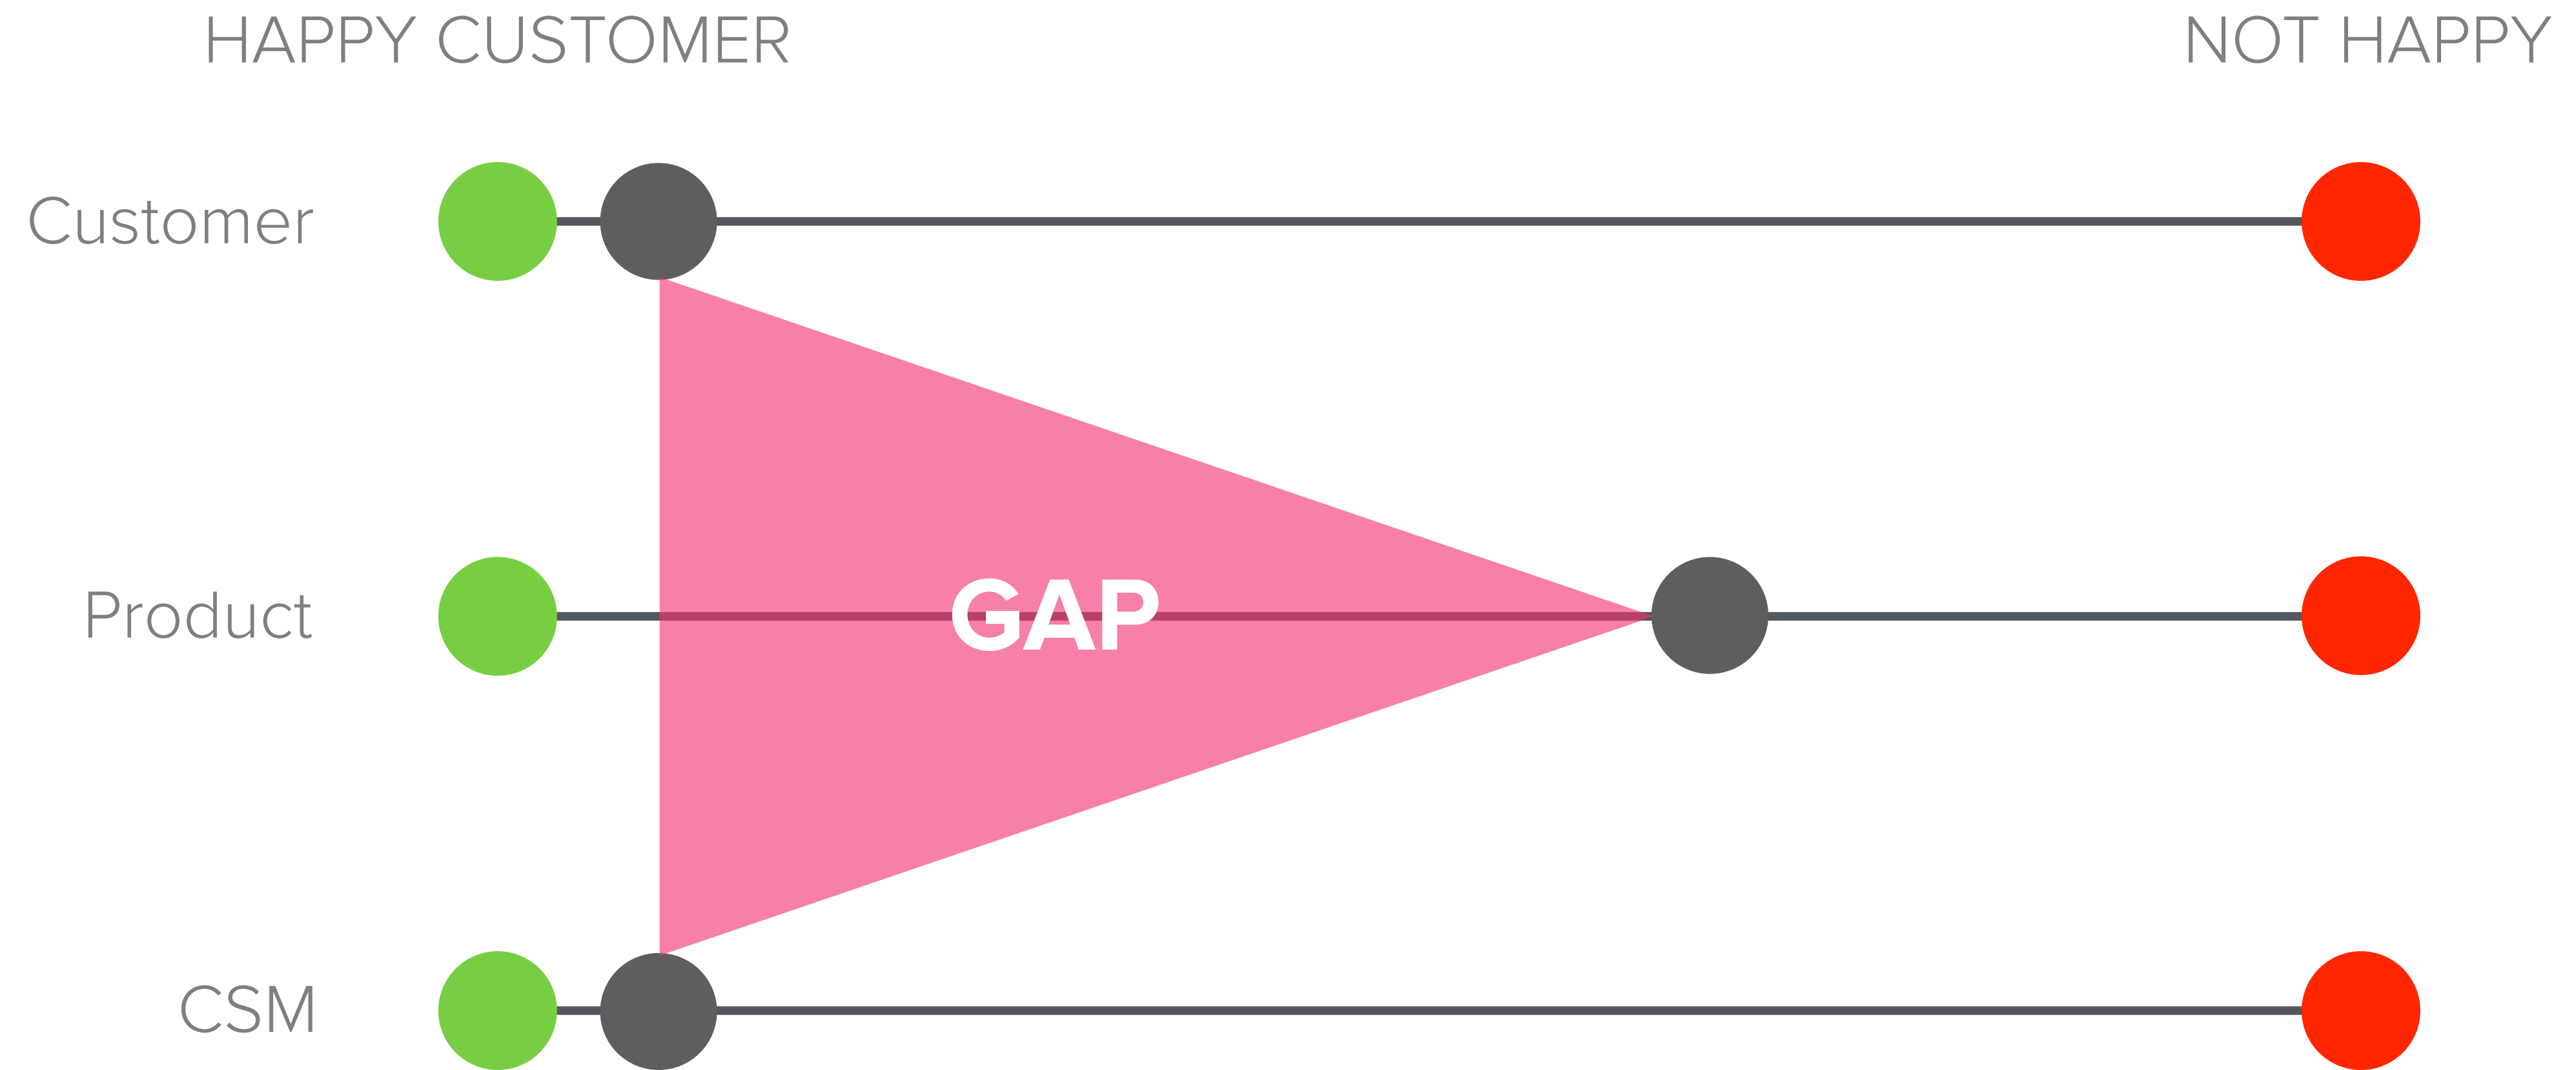 HAPPY CUSTOMER
NOT HAPPY
Customer
Product
GAP
CSM